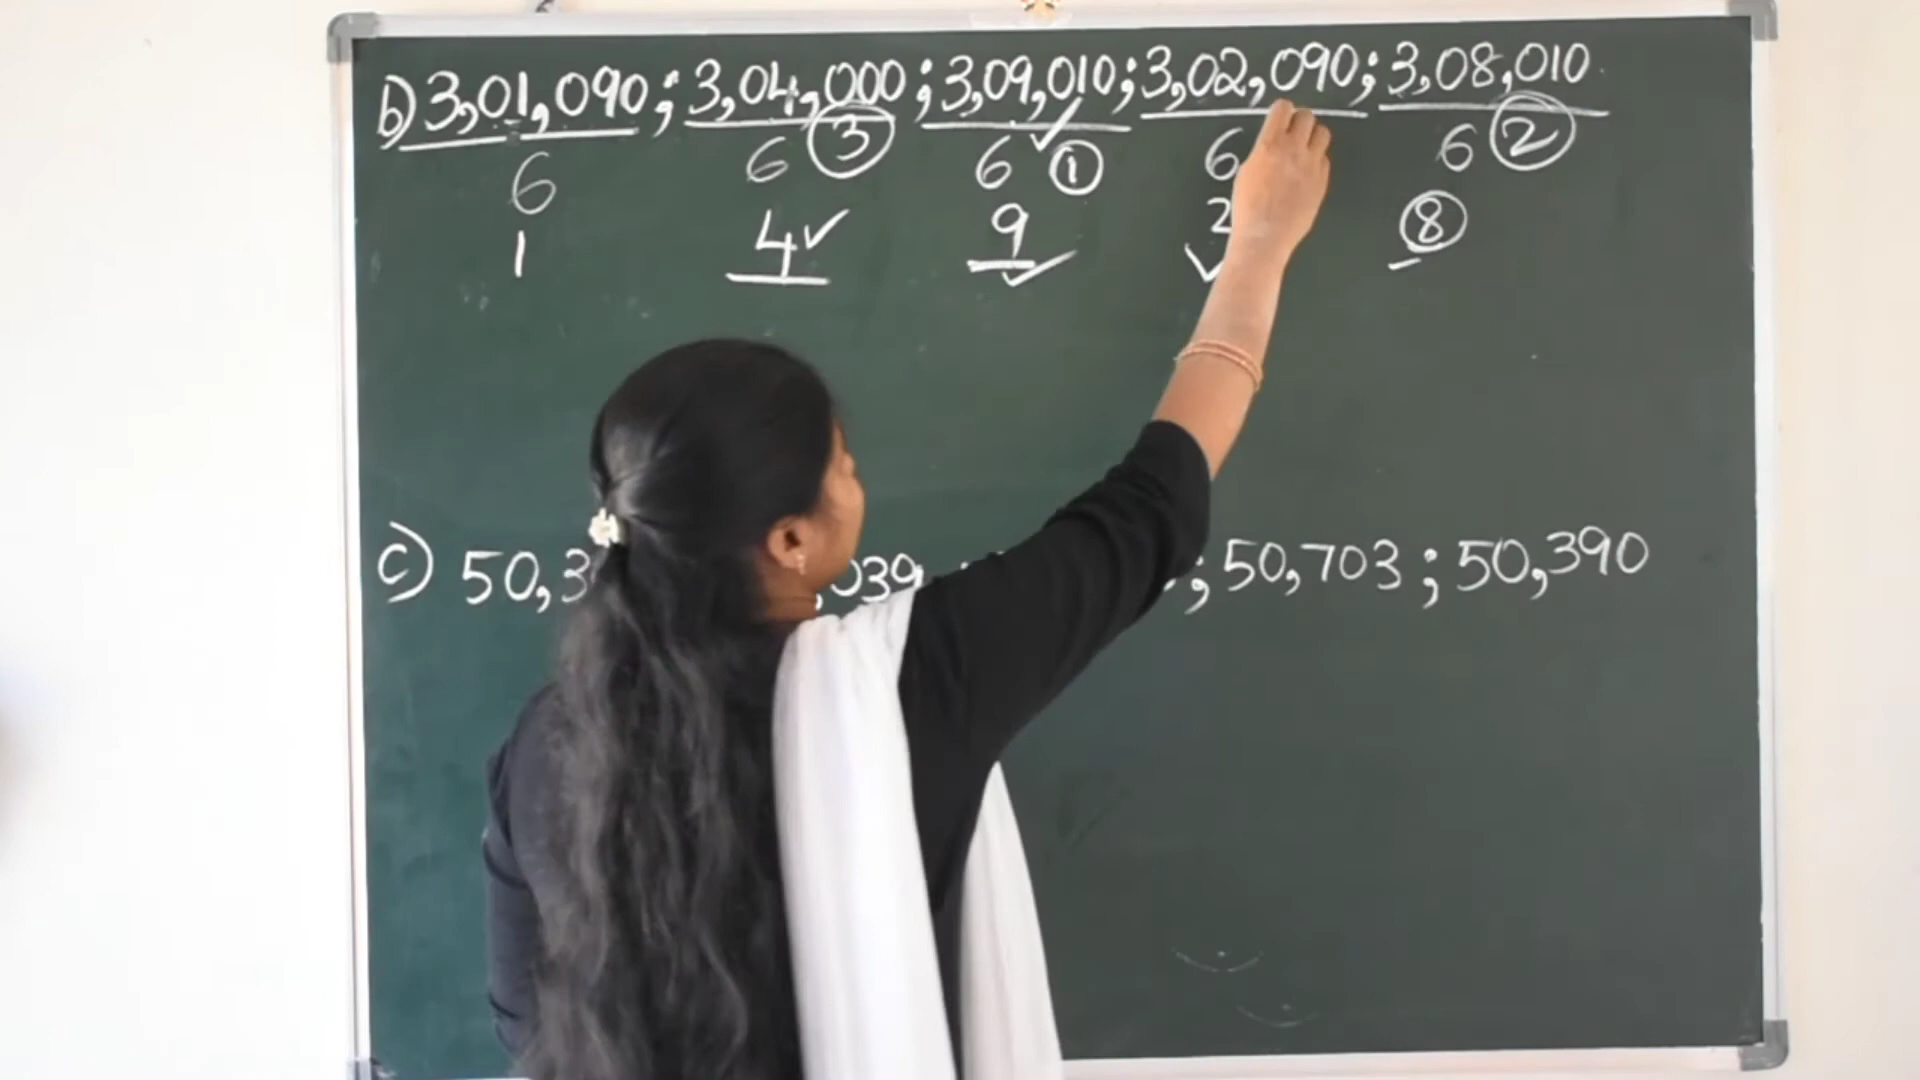 b) 3,01,090 ; 3,04,000 ; 3,09,010 ; 3,02,090 ; 3,08,010
6 6 3 6 1 6 6 2
1 4 ✓ 9 2 8
c) 50,3 ,039 ; 50,703 ; 50,390